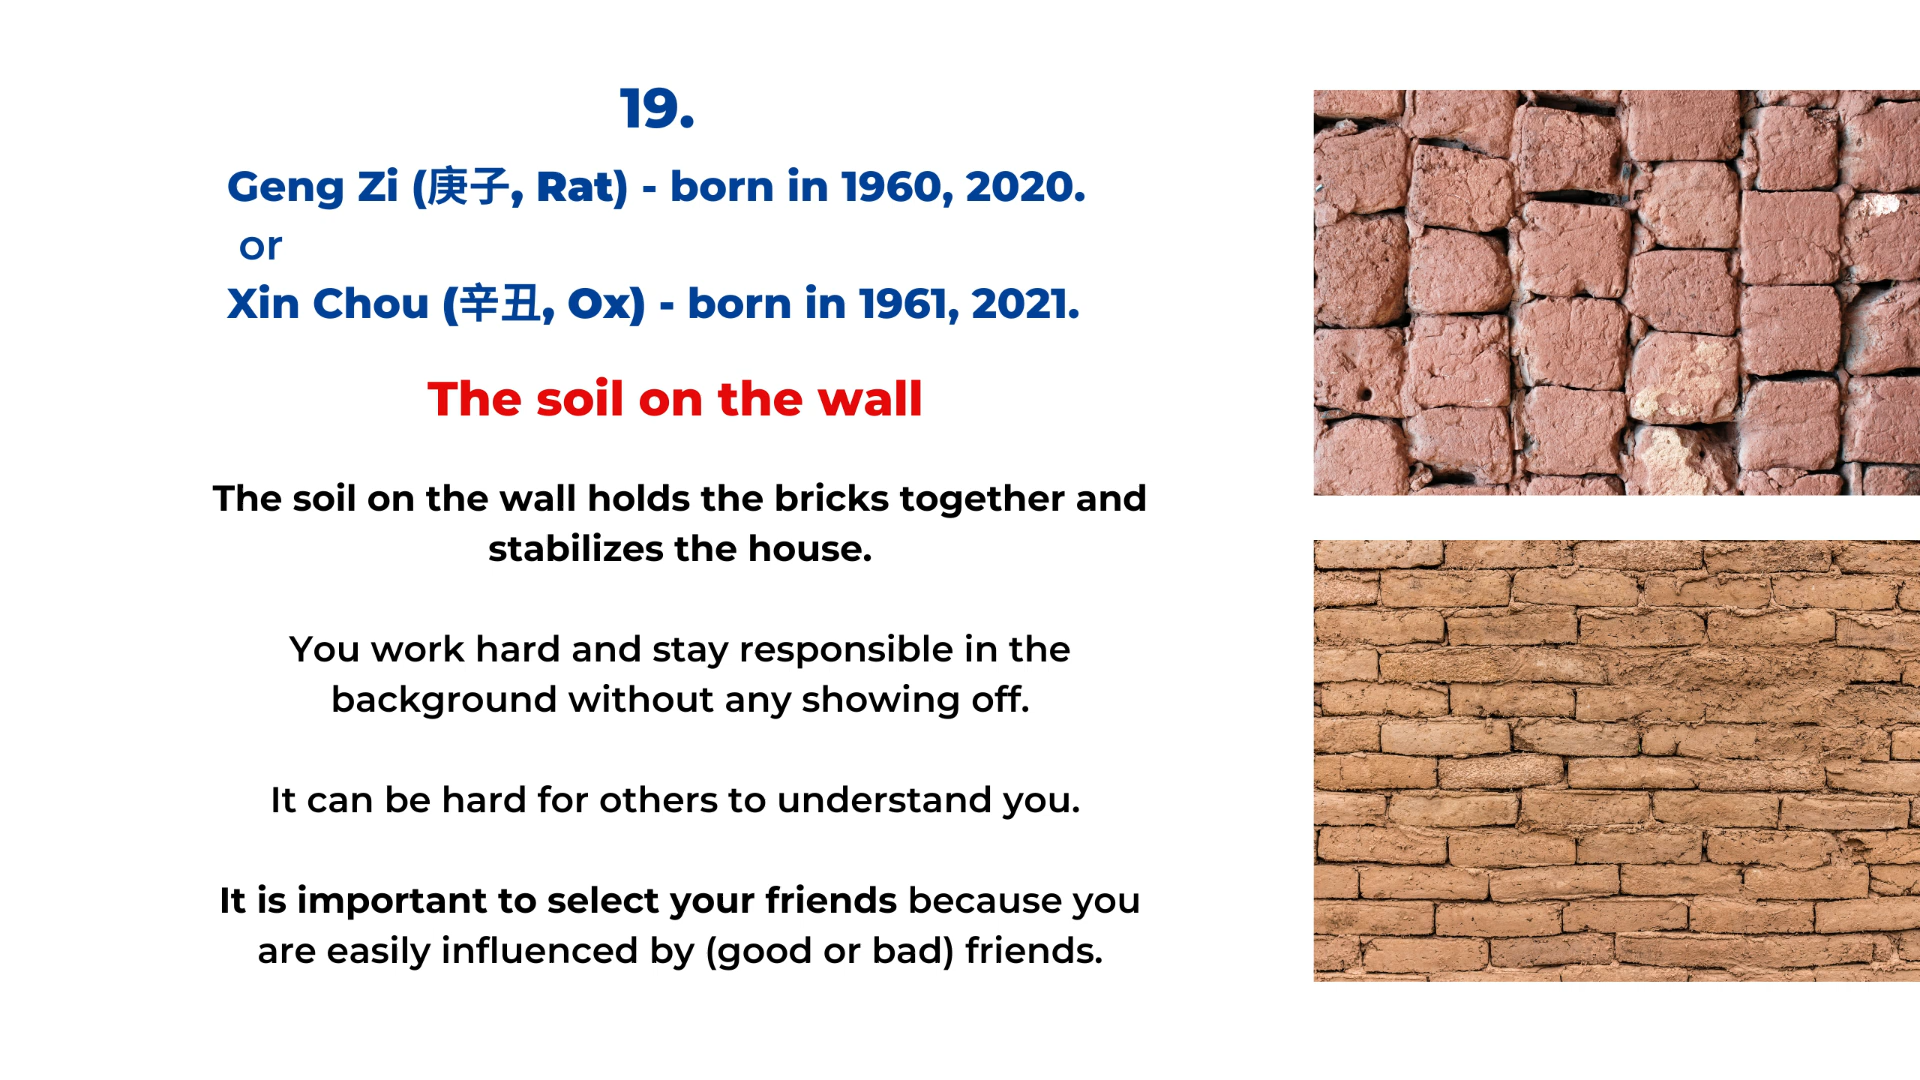 19.
Geng Zi (庚子, Rat) - born in 1960, 2020.
or
Xin Chou (辛丑, Ox) - born in 1961, 2021.
The soil on the wall
The soil on the wall holds the bricks together and
stabilizes the house.
You work hard and stay responsible in the
background without any showing off.
It can be hard for others to understand you.
It is important to select your friends because you
are easily influenced by (good or bad) friends.